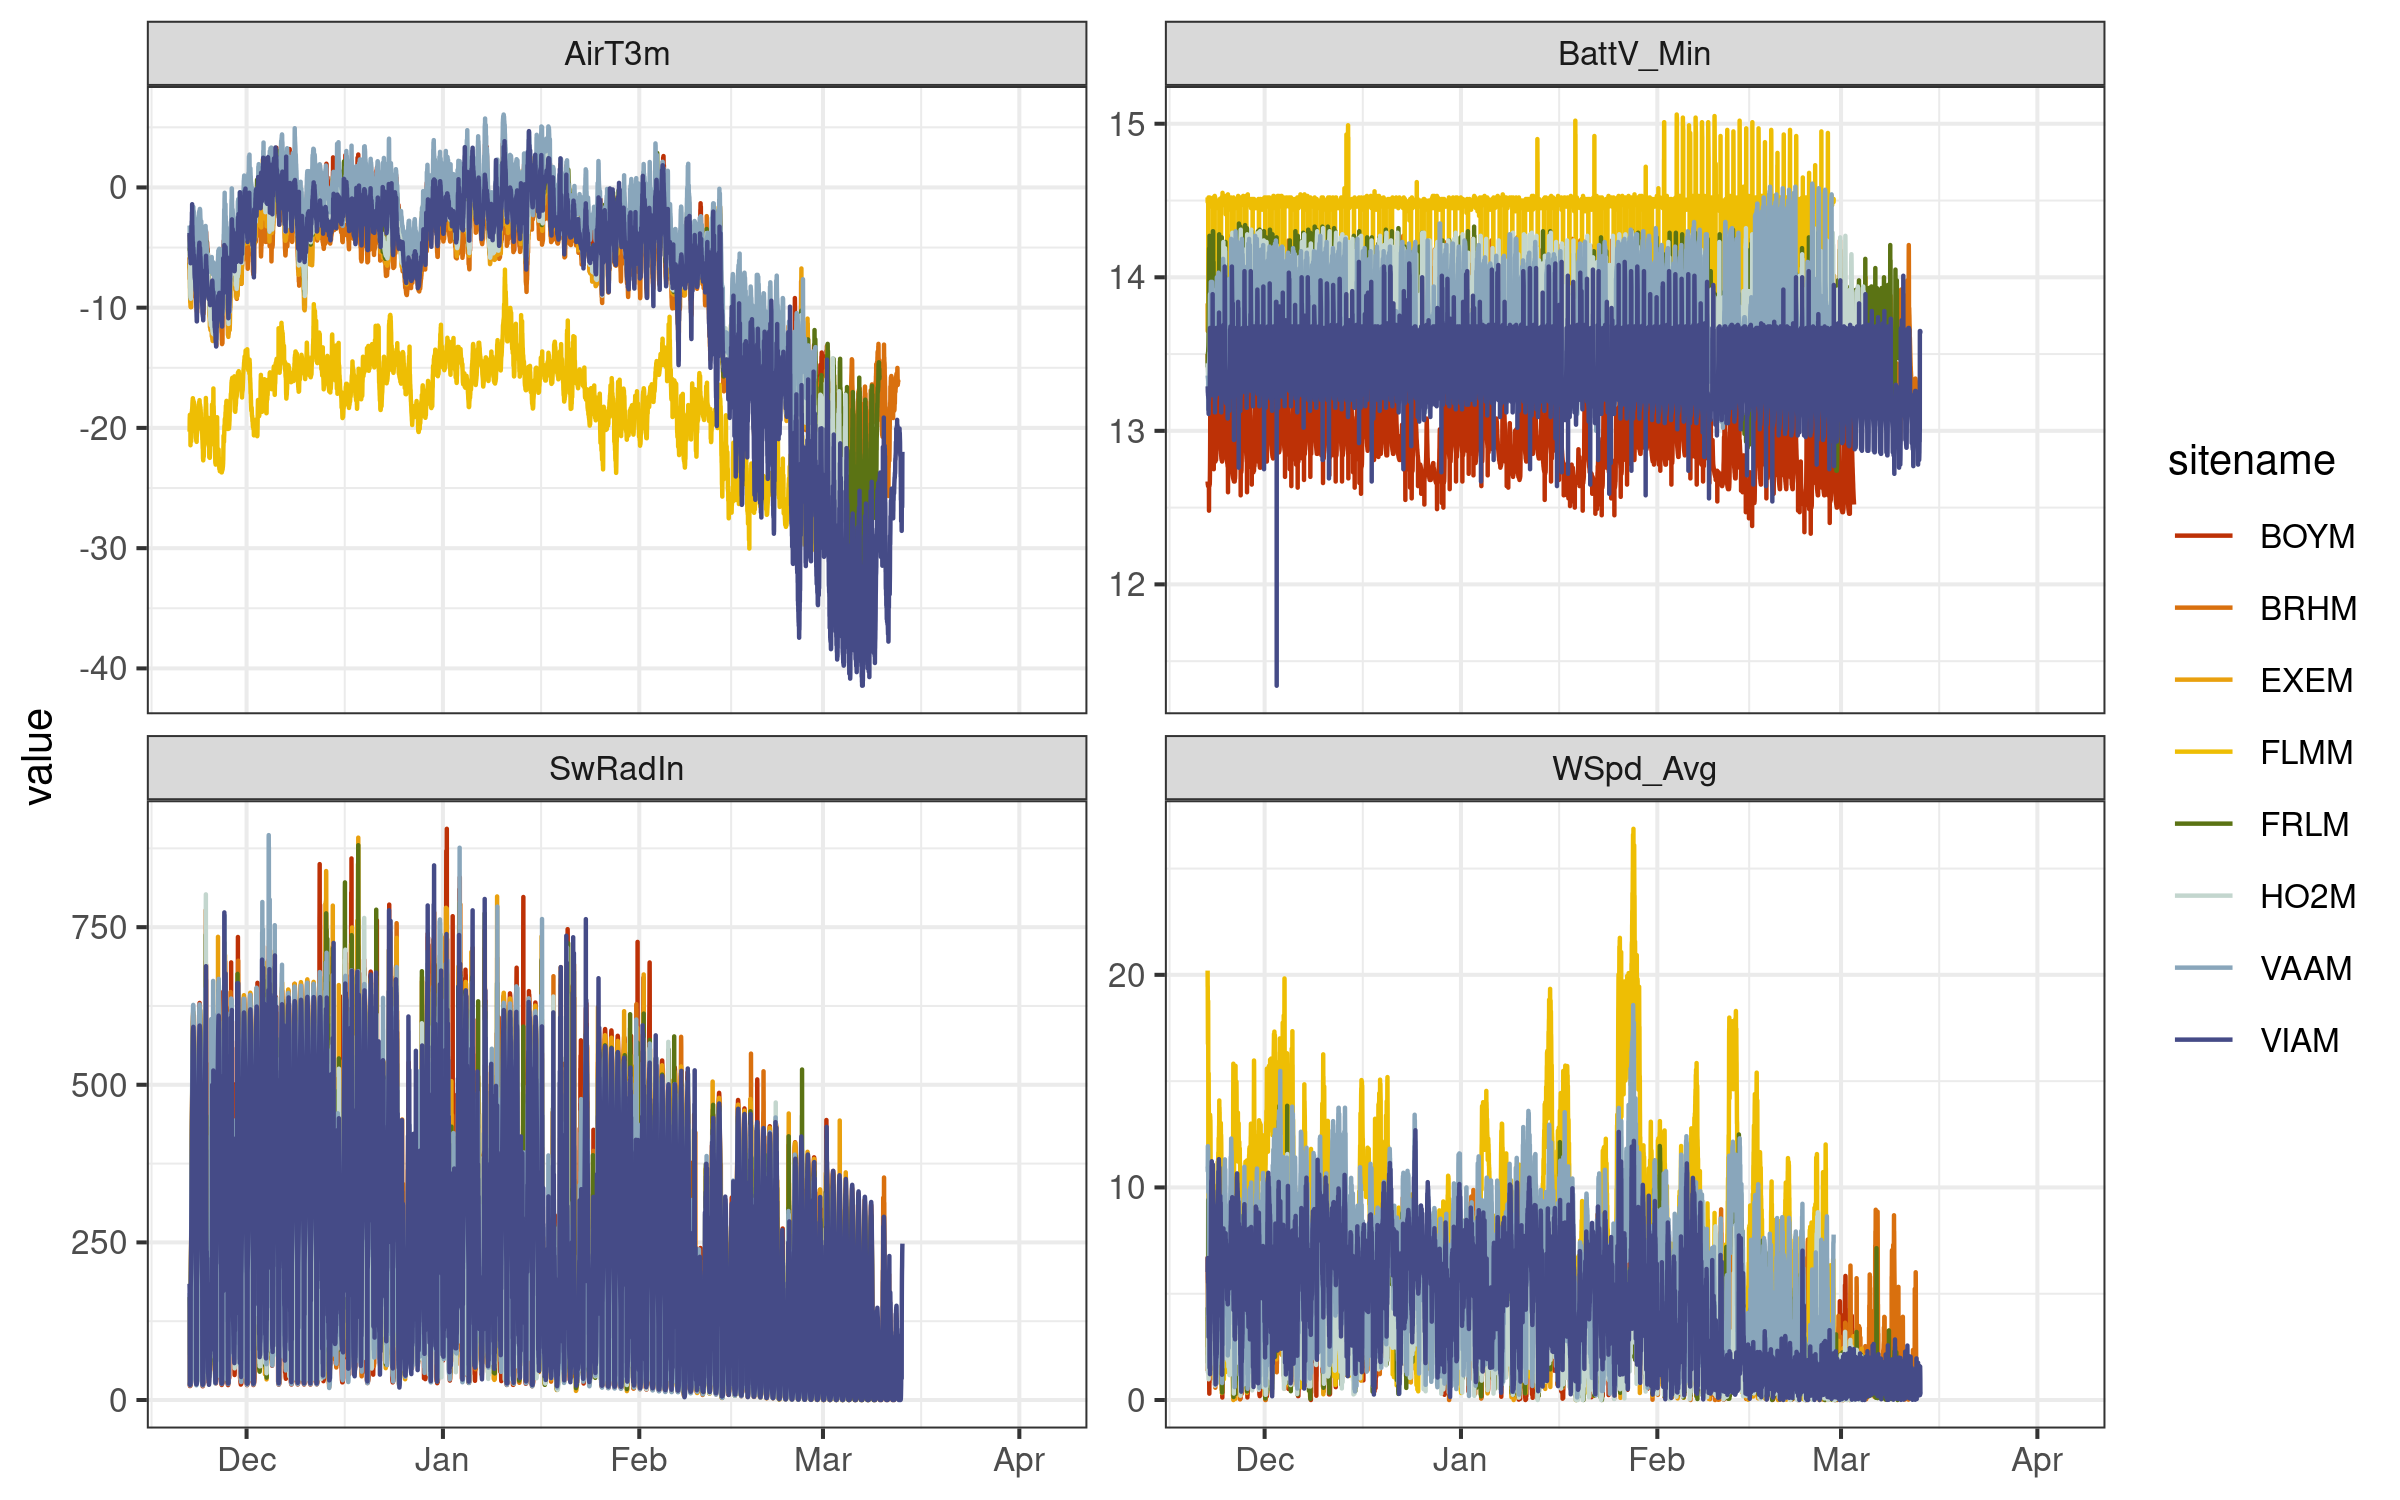 AirT3m
BattV_Min
0
-10
-20
-30
-40
15
14
13
12
value
SwRadIn
WSpd_Avg
750
500
250
0
20
10
0
Dec Jan Feb Mar Apr
Dec Jan Feb Mar Apr
sitename
BOYM
BRHM
EXEM
FLMM
FRLM
HO2M
VAAM
VIAM